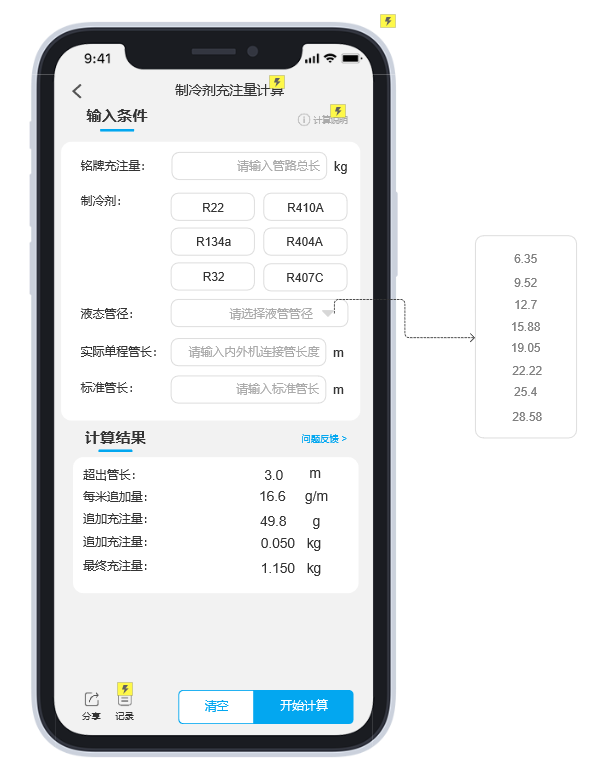 9:41
制冷剂充注量计算
输入条件
计算说明
铭牌充注量: 请输入管路总长 kg
制冷剂:
R22 R410A
R134a R404A
R32 R407C
液态管径: 请选择液管管径
实际单程管长: 请输入内外机连接管长度 m
标准管长: 请输入标准管长 m
计算结果 问题反馈 >
超出管长: 3.0 m
每米追加量: 16.6 g/m
追加充注量: 49.8 g
追加充注量: 0.050 kg
最终充注量: 1.150 kg
分享 记录 清空 开始计算
6.35
9.52
12.7
15.88
19.05
22.22
25.4
28.58